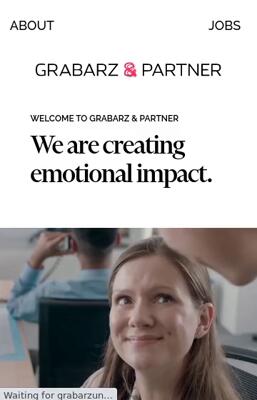 ABOUT
JOBS
GRABARZ & PARTNER
WELCOME TO GRABARZ & PARTNER
We are creating
emotional impact.
Waiting for grabarzun...